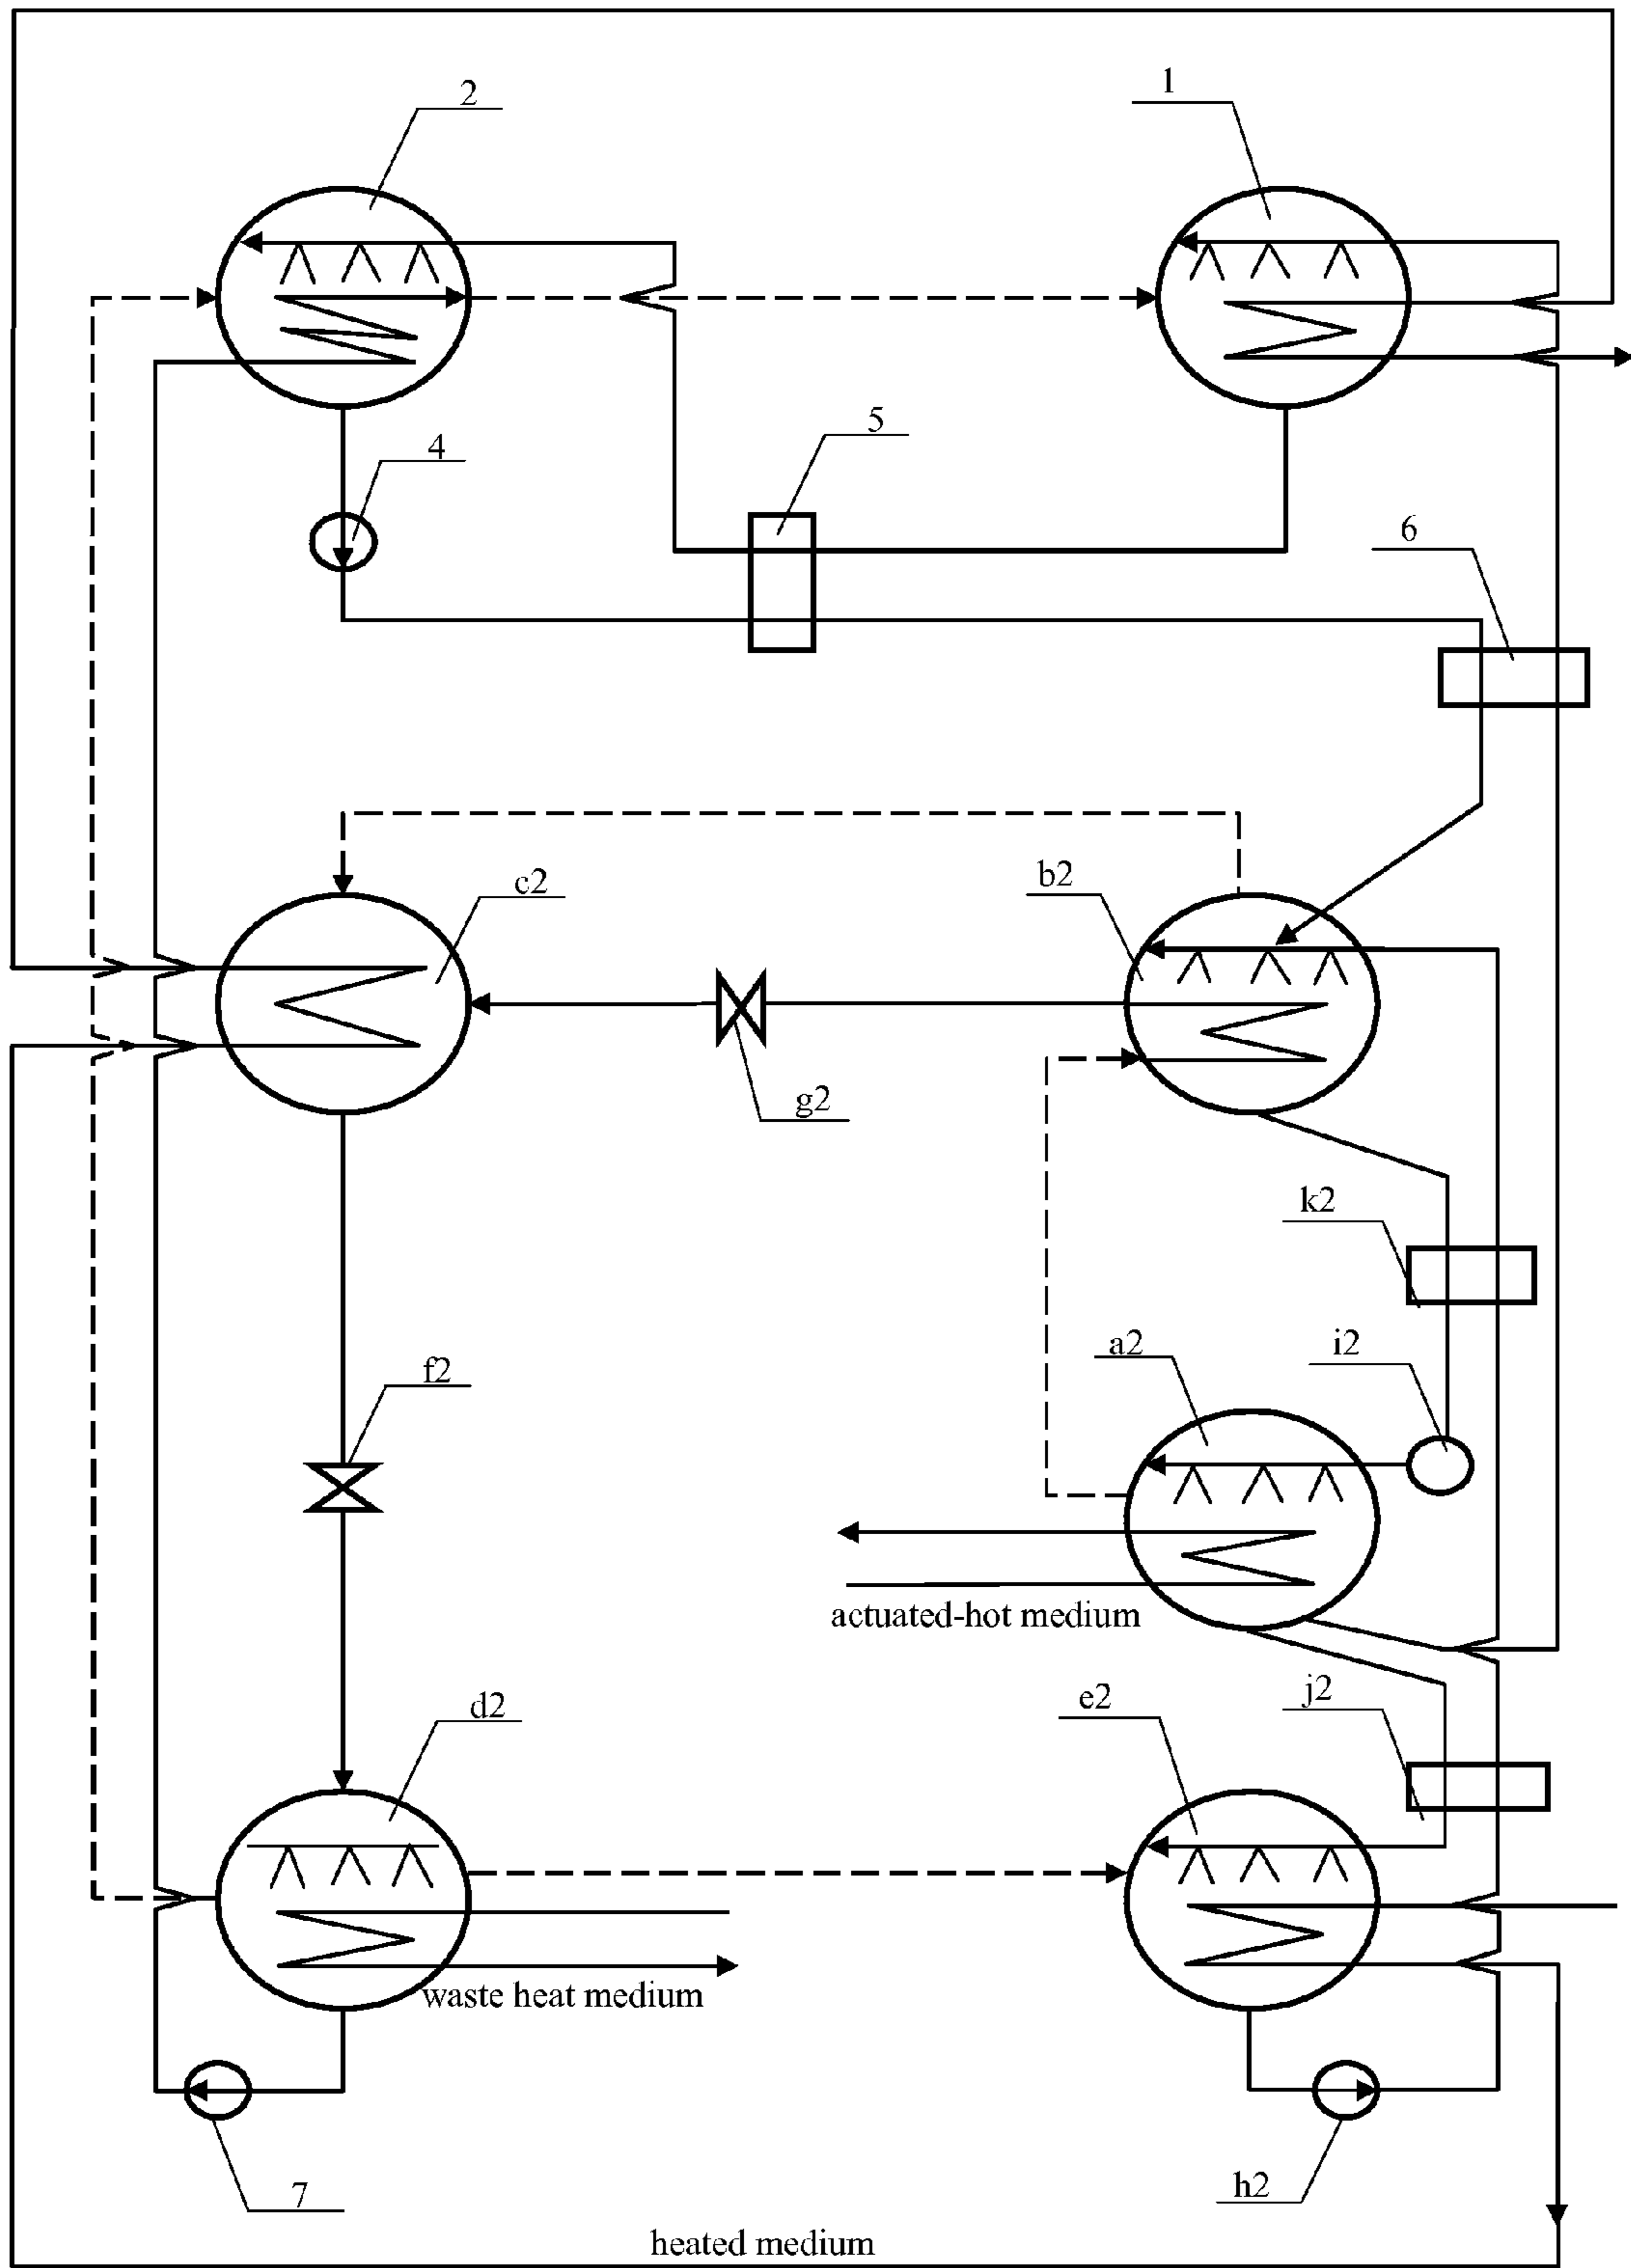 2
1
5
4
6
c2
b2
g2
k2
a2
i2
f2
actuated-hot medium
d2
e2
j2
waste heat medium
7
h2
heated medium